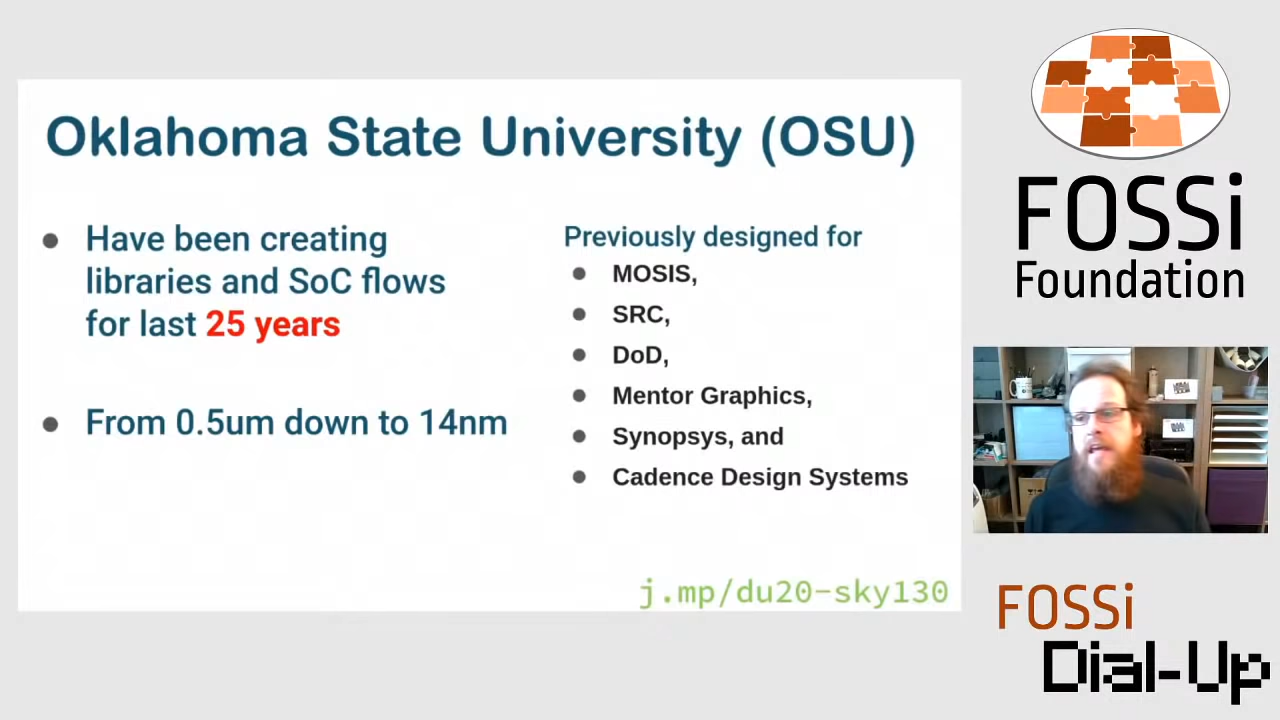 Oklahoma State University (OSU)
Have been creating
libraries and SoC flows
for last 25 years
From 0.5um down to 14nm
Previously designed for
MOSIS,
SRC,
DoD,
Mentor Graphics,
Synopsys, and
Cadence Design Systems
j.mp/du20-sky130
FOSSi
Foundation
FOSSi
Dial-Up